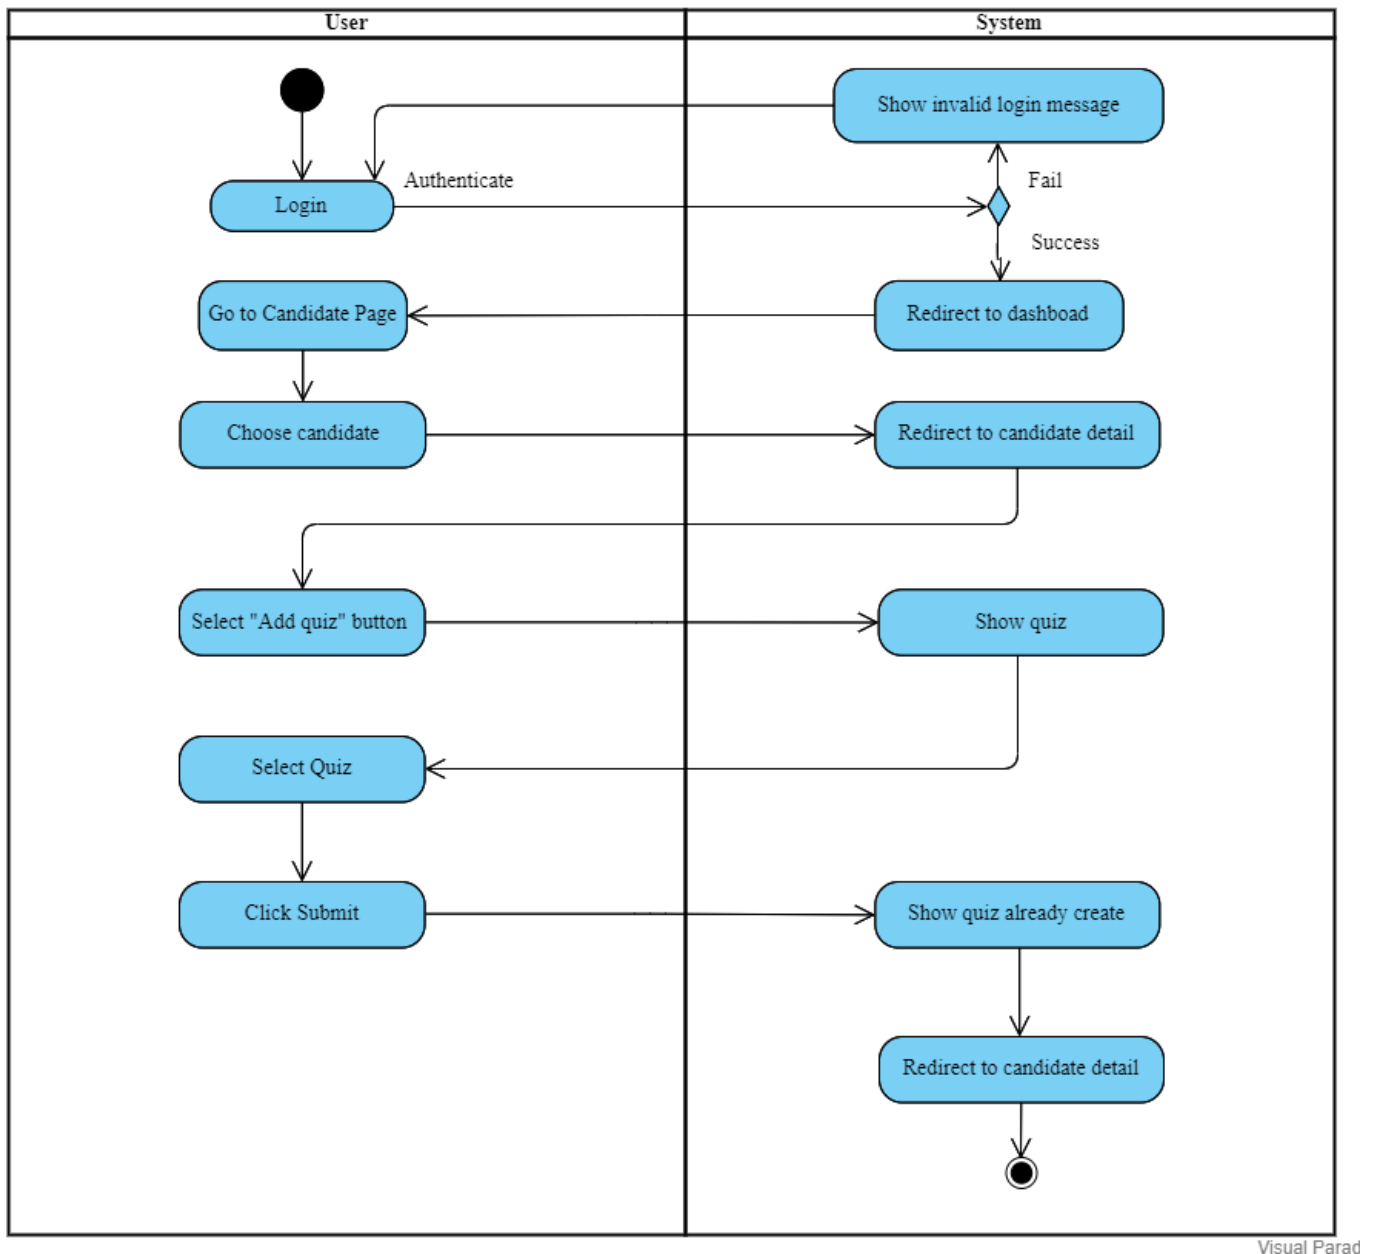 User
System
Show invalid login message
Authenticate
Fail
Login
Success
Go to Candidate Page
Redirect to dashboad
Choose candidate
Redirect to candidate detail
Select "Add quiz" button
Show quiz
Select Quiz
Click Submit
Show quiz already create
Redirect to candidate detail
Visual Parad